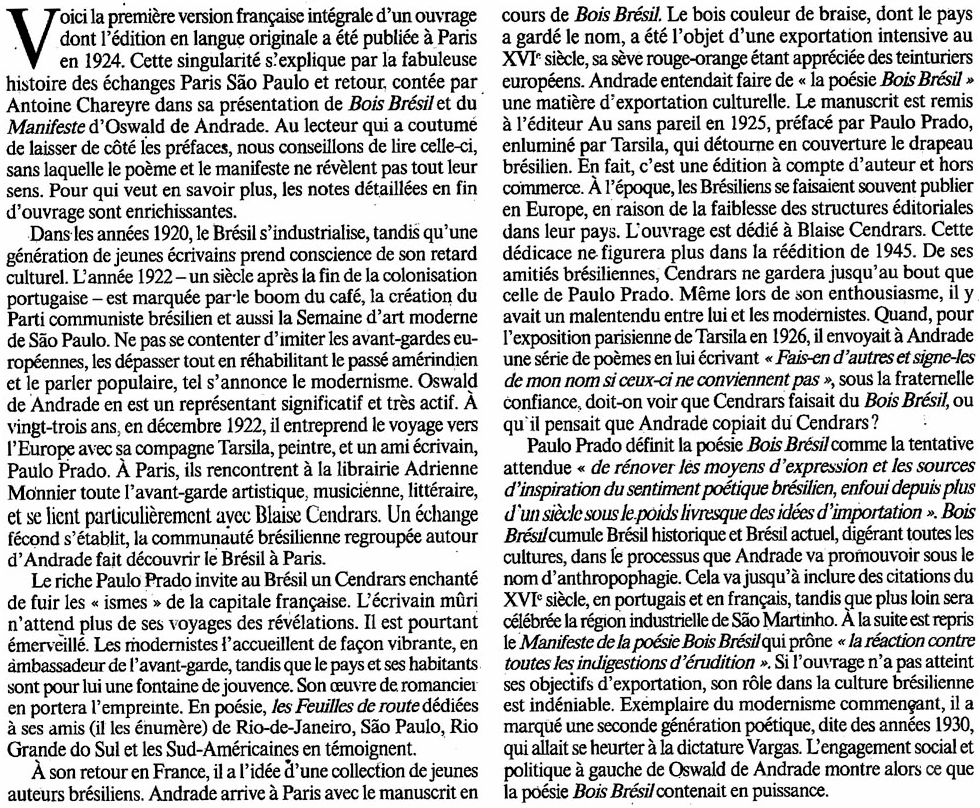 Voici la première version française intégrale d'un ouvrage
dont l'édition en langue originale a été publiée à Paris
en 1924. Cette singularité s'explique par la fabuleuse
histoire des échanges Paris São Paulo et retour, contée par
Antoine Chareyre dans sa présentation de Bois Brésil et du
Manifeste d'Oswald de Andrade. Au lecteur qui a coutume
de laisser de côté les préfaces, nous conseillons de lire celle-ci,
sans laquelle le poème et le manifeste ne révèlent pas tout leur
sens. Pour qui veut en savoir plus, les notes détaillées en fin
d'ouvrage sont enrichissantes.
Dans les années 1920, le Brésil s'industrialise, tandis qu'une
génération de jeunes écrivains prend conscience de son retard
culturel. L'année 1922 – un siècle après la fin de la colonisation
portugaise – est marquée par le boom du café, la création du
Parti communiste brésilien et aussi la Semaine d'art moderne
de São Paulo. Ne pas se contenter d'imiter les avant-gardes eu-
ropéennes, les dépasser tout en réhabilitant le passé amérindien
et le parler populaire, tel s'annonce le modernisme. Oswald
de Andrade en est un représentant significatif et très actif. À
vingt-trois ans, en décembre 1922, il entreprend le voyage vers
l'Europe avec sa compagne Tarsila, peintre, et un ami écrivain,
Paulo Prado. À Paris, ils rencontrent à la librairie Adrienne
Monnier toute l'avant-garde artistique, musicienne, littéraire,
et se lient particulièrement avec Blaise Cendrars. Un échange
fécond s'établit, la communauté brésilienne regroupée autour
d'Andrade fait découvrir le Brésil à Paris.
Le riche Paulo Prado invite au Brésil un Cendrars enchanté
de fuir les « ismes » de la capitale française. L'écrivain mûri
n'attend plus de ses voyages des révélations. Il est pourtant
émerveillé. Les modernistes l'accueillent de façon vibrante, en
ambassadeur de l'avant-garde, tandis que le pays et ses habitants
sont pour lui une fontaine de jouvence. Son œuvre de romancier
en portera l'empreinte. En poésie, les Feuilles de route dédiées
à ses amis (il les énumère) de Rio-de-Janeiro, São Paulo, Rio
Grande do Sul et les Sud-Américaines en témoignent.
À son retour en France, il a l'idée d'une collection de jeunes
auteurs brésiliens. Andrade arrive à Paris avec le manuscrit en
cours de Bois Brésil. Le bois couleur de braise, dont le pays
a gardé le nom, a été l'objet d'une exportation intensive au
XVIe siècle, sa sève rouge-orange étant appréciée des teinturiers
européens. Andrade entendait faire de « la poésie Bois Brésil »
une matière d'exportation culturelle. Le manuscrit est remis
à l'éditeur Au sans pareil en 1925, préfacé par Paulo Prado,
enluminé par Tarsila, qui détourne en couverture le drapeau
brésilien. En fait, c'est une édition à compte d'auteur et hors
commerce. À l'époque, les Brésiliens se faisaient souvent publier
en Europe, en raison de la faiblesse des structures éditoriales
dans leur pays. L'ouvrage est dédié à Blaise Cendrars. Cette
dédicace ne figurera plus dans la réédition de 1945. De ses
amitiés brésiliennes, Cendrars ne gardera jusqu'au bout que
celle de Paulo Prado. Même lors de son enthousiasme, il y
avait un malentendu entre lui et les modernistes. Quand, pour
l'exposition parisienne de Tarsila en 1926, il envoyait à Andrade
une série de poèmes en lui écrivant « Fais-en d'autres et signe-les
de mon nom si ceux-ci ne conviennent pas », sous la fraternelle
confiance, doit-on voir que Cendrars faisait du Bois Brésil, ou
qu'il pensait que Andrade copiait du Cendrars ?
Paulo Prado définit la poésie Bois Brésil comme la tentative
attendue « de rénover les moyens d'expression et les sources
d'inspiration du sentiment poétique brésilien, enfoui depuis plus
d'un siècle sous le poids livresque des idées d'importation ». Bois
Brésil cumule Brésil historique et Brésil actuel, digérant toutes les
cultures, dans le processus que Andrade va promouvoir sous le
nom d'anthropophagie. Cela va jusqu'à inclure des citations du
XVIe siècle, en portugais et en français, tandis que plus loin sera
célébrée la région industrielle de São Martinho. À la suite est repris
le Manifeste de la poésie Bois Brésil qui prône « la réaction contre
toutes les indigestions d'érudition ». Si l'ouvrage n'a pas atteint
ses objectifs d'exportation, son rôle dans la culture brésilienne
est indéniable. Exemplaire du modernisme commençant, il a
marqué une seconde génération poétique, dite des années 1930,
qui allait se heurter à la dictature Vargas. L'engagement social et
politique à gauche de Oswald de Andrade montre alors ce que
la poésie Bois Brésil contenait en puissance.